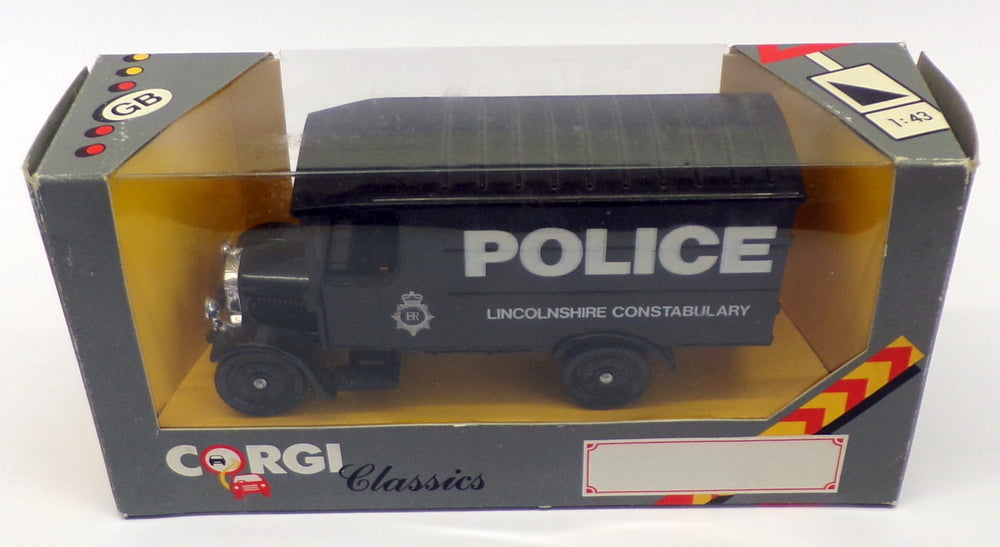 GB
1:43
POLICE
LINCOLNSHIRE CONSTABULARY
ER
CORGI
Classics